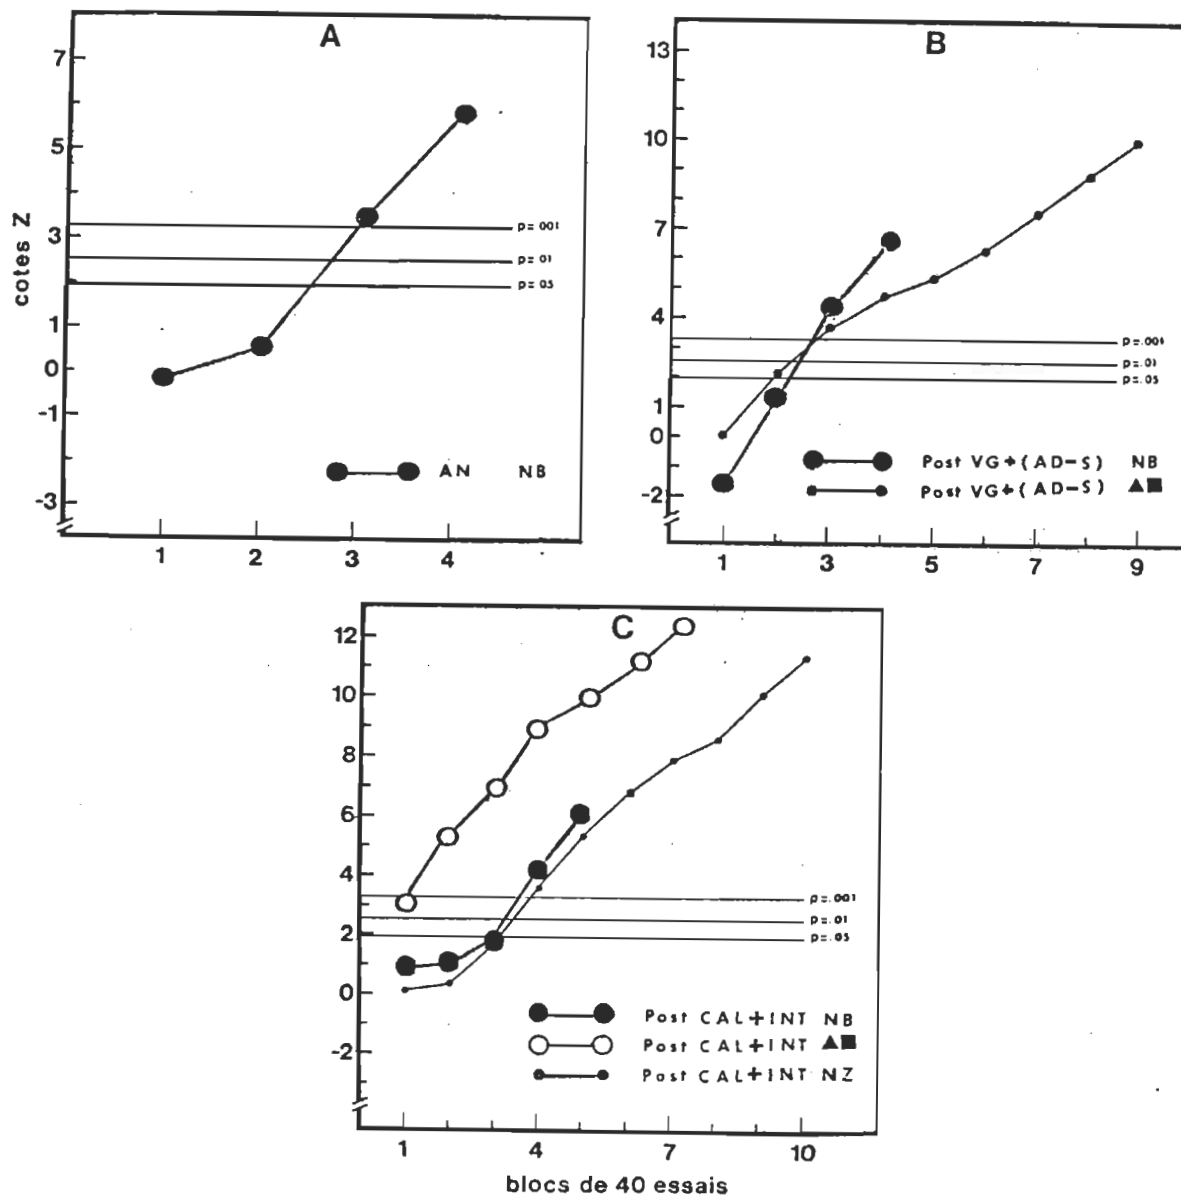 A
7
5
3
1
0
-1
-3
cotes Z
p=.001
p=.01
p=.05
AN NB
1 2 3 4
B
13
10
7
4
1
0
-2
p=.001
p=.01
p=.05
Post VG+(AD-S) NB
Post VG+(AD-S) ▲■
1 3 5 7 9
C
12
10
8
6
4
2
0
-2
p=.001
p=.01
p=.05
Post CAL+INT NB
Post CAL+INT ▲■
Post CAL+INT NZ
1 4 7 10
blocs de 40 essais